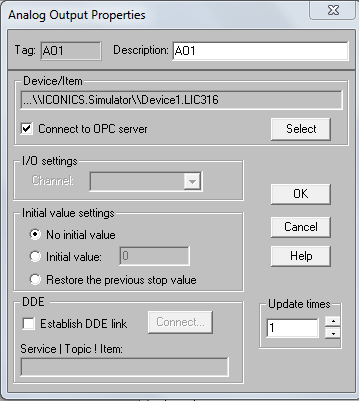 Analog Output Properties
Tag: AO1 Description: AO1
Device/Item
...\\ICONICS.Simulator\\Device1.LIC316
Connect to OPC server Select
I/O settings
Channel:
OK
Initial value settings
No initial value
Cancel
Initial value: 0
Help
Restore the previous stop value
DDE
Update times
Establish DDE link Connect...
1
Service | Topic ! Item: